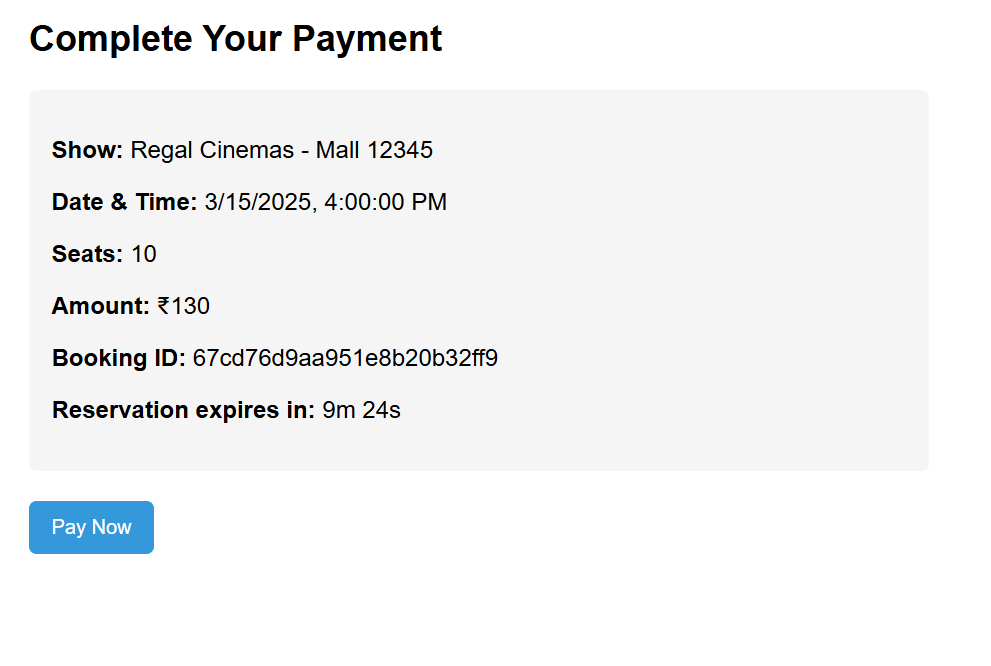 Complete Your Payment
Show: Regal Cinemas - Mall 12345
Date & Time: 3/15/2025, 4:00:00 PM
Seats: 10
Amount: ₹130
Booking ID: 67cd76d9aa951e8b20b32ff9
Reservation expires in: 9m 24s
Pay Now